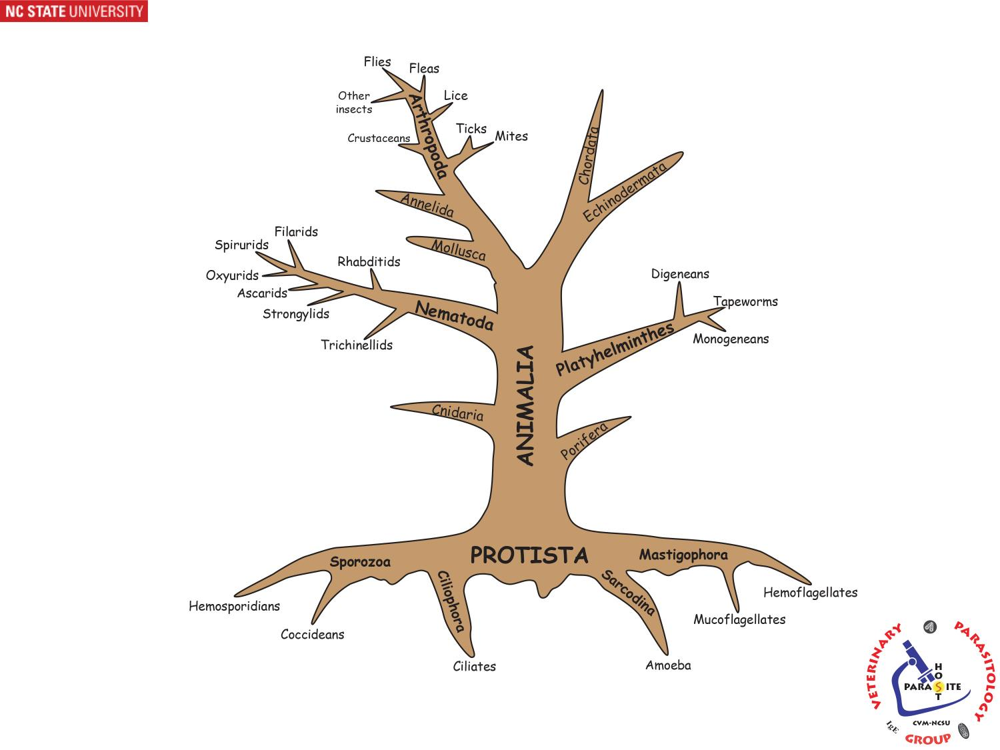 NC STATE UNIVERSITY
Flies
Fleas
Other
insects
Lice
Crustaceans
Ticks
Mites
Arthropoda
Chordata
Echinodermata
Annelida
Mollusca
Filarids
Spirurids
Rhabditids
Oxyurids
Ascarids
Strongylids
Trichinellids
Nematoda
Digeneans
Tapeworms
Monogeneans
Platyhelminthes
ANIMALIA
Cnidaria
Porifera
PROTISTA
Sporozoa
Mastigophora
Ciliophora
Sarcodina
Hemosporidians
Coccideans
Ciliates
Amoeba
Mucoflagellates
Hemoflagellates
VETERINARY PARASITOLOGY
HOST
PARASITE
CVM-NCSU
IgE
GROUP